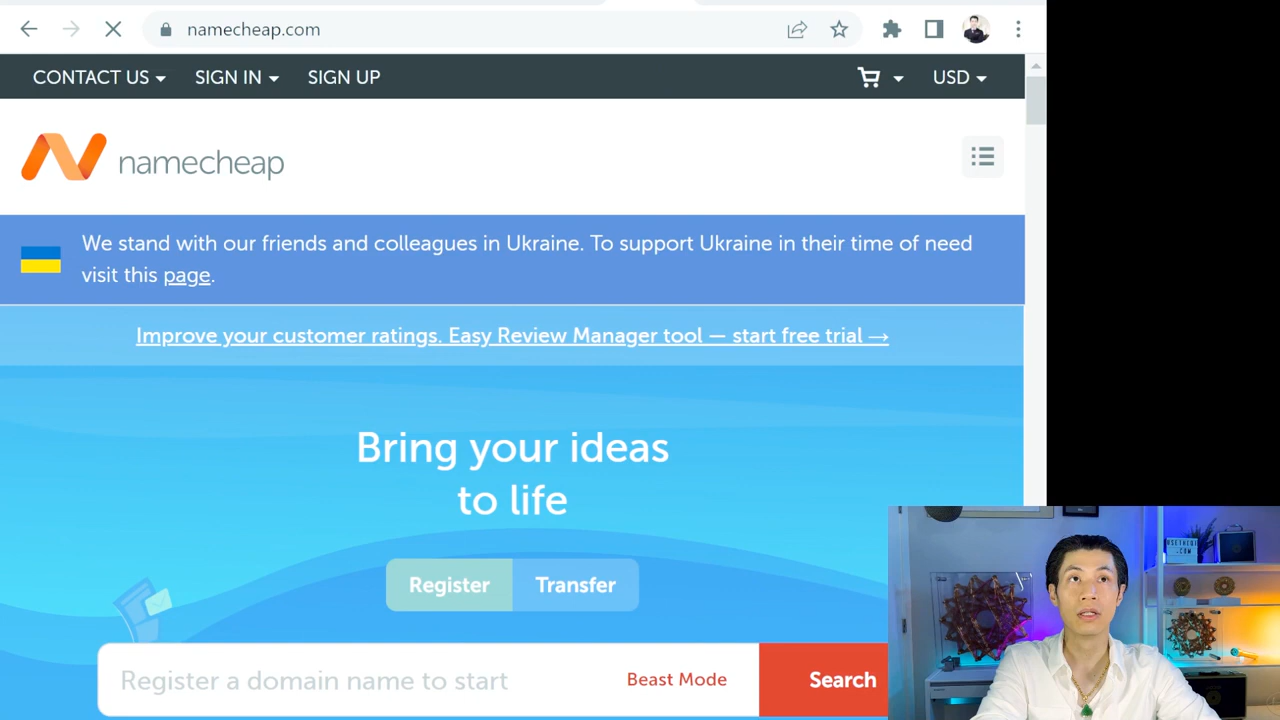 namecheap.com
CONTACT US SIGN IN SIGN UP USD
namecheap
We stand with our friends and colleagues in Ukraine. To support Ukraine in their time of need
visit this page.
Improve your customer ratings. Easy Review Manager tool — start free trial →
Bring your ideas
to life
Register Transfer
Register a domain name to start Beast Mode Search